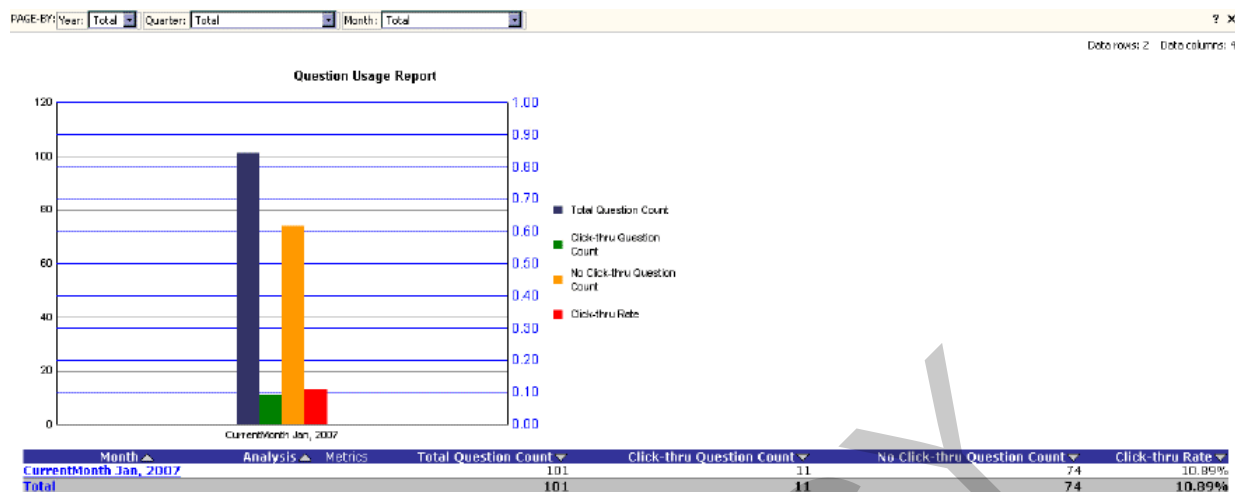 PAGE-BY: Year: Total Quarter: Total Month: Total ? X
Data rows: 2 Data columns: 4
Question Usage Report
120 1.00
0.90
100
0.80
80 0.70
0.60
60 0.50
0.40
40
0.30
20 0.20
0.10
0 0.00
CurrentMonth Jan, 2007
Total Question Count
Click-thru Question
Count
No Click-thru Question
Count
Click-thru Rate
Month Analysis Metrics Total Question Count Click-thru Question Count No Click-thru Question Count Click-thru Rate
CurrentMonth Jan, 2007 101 11 74 10.89%
Total 101 11 74 10.89%